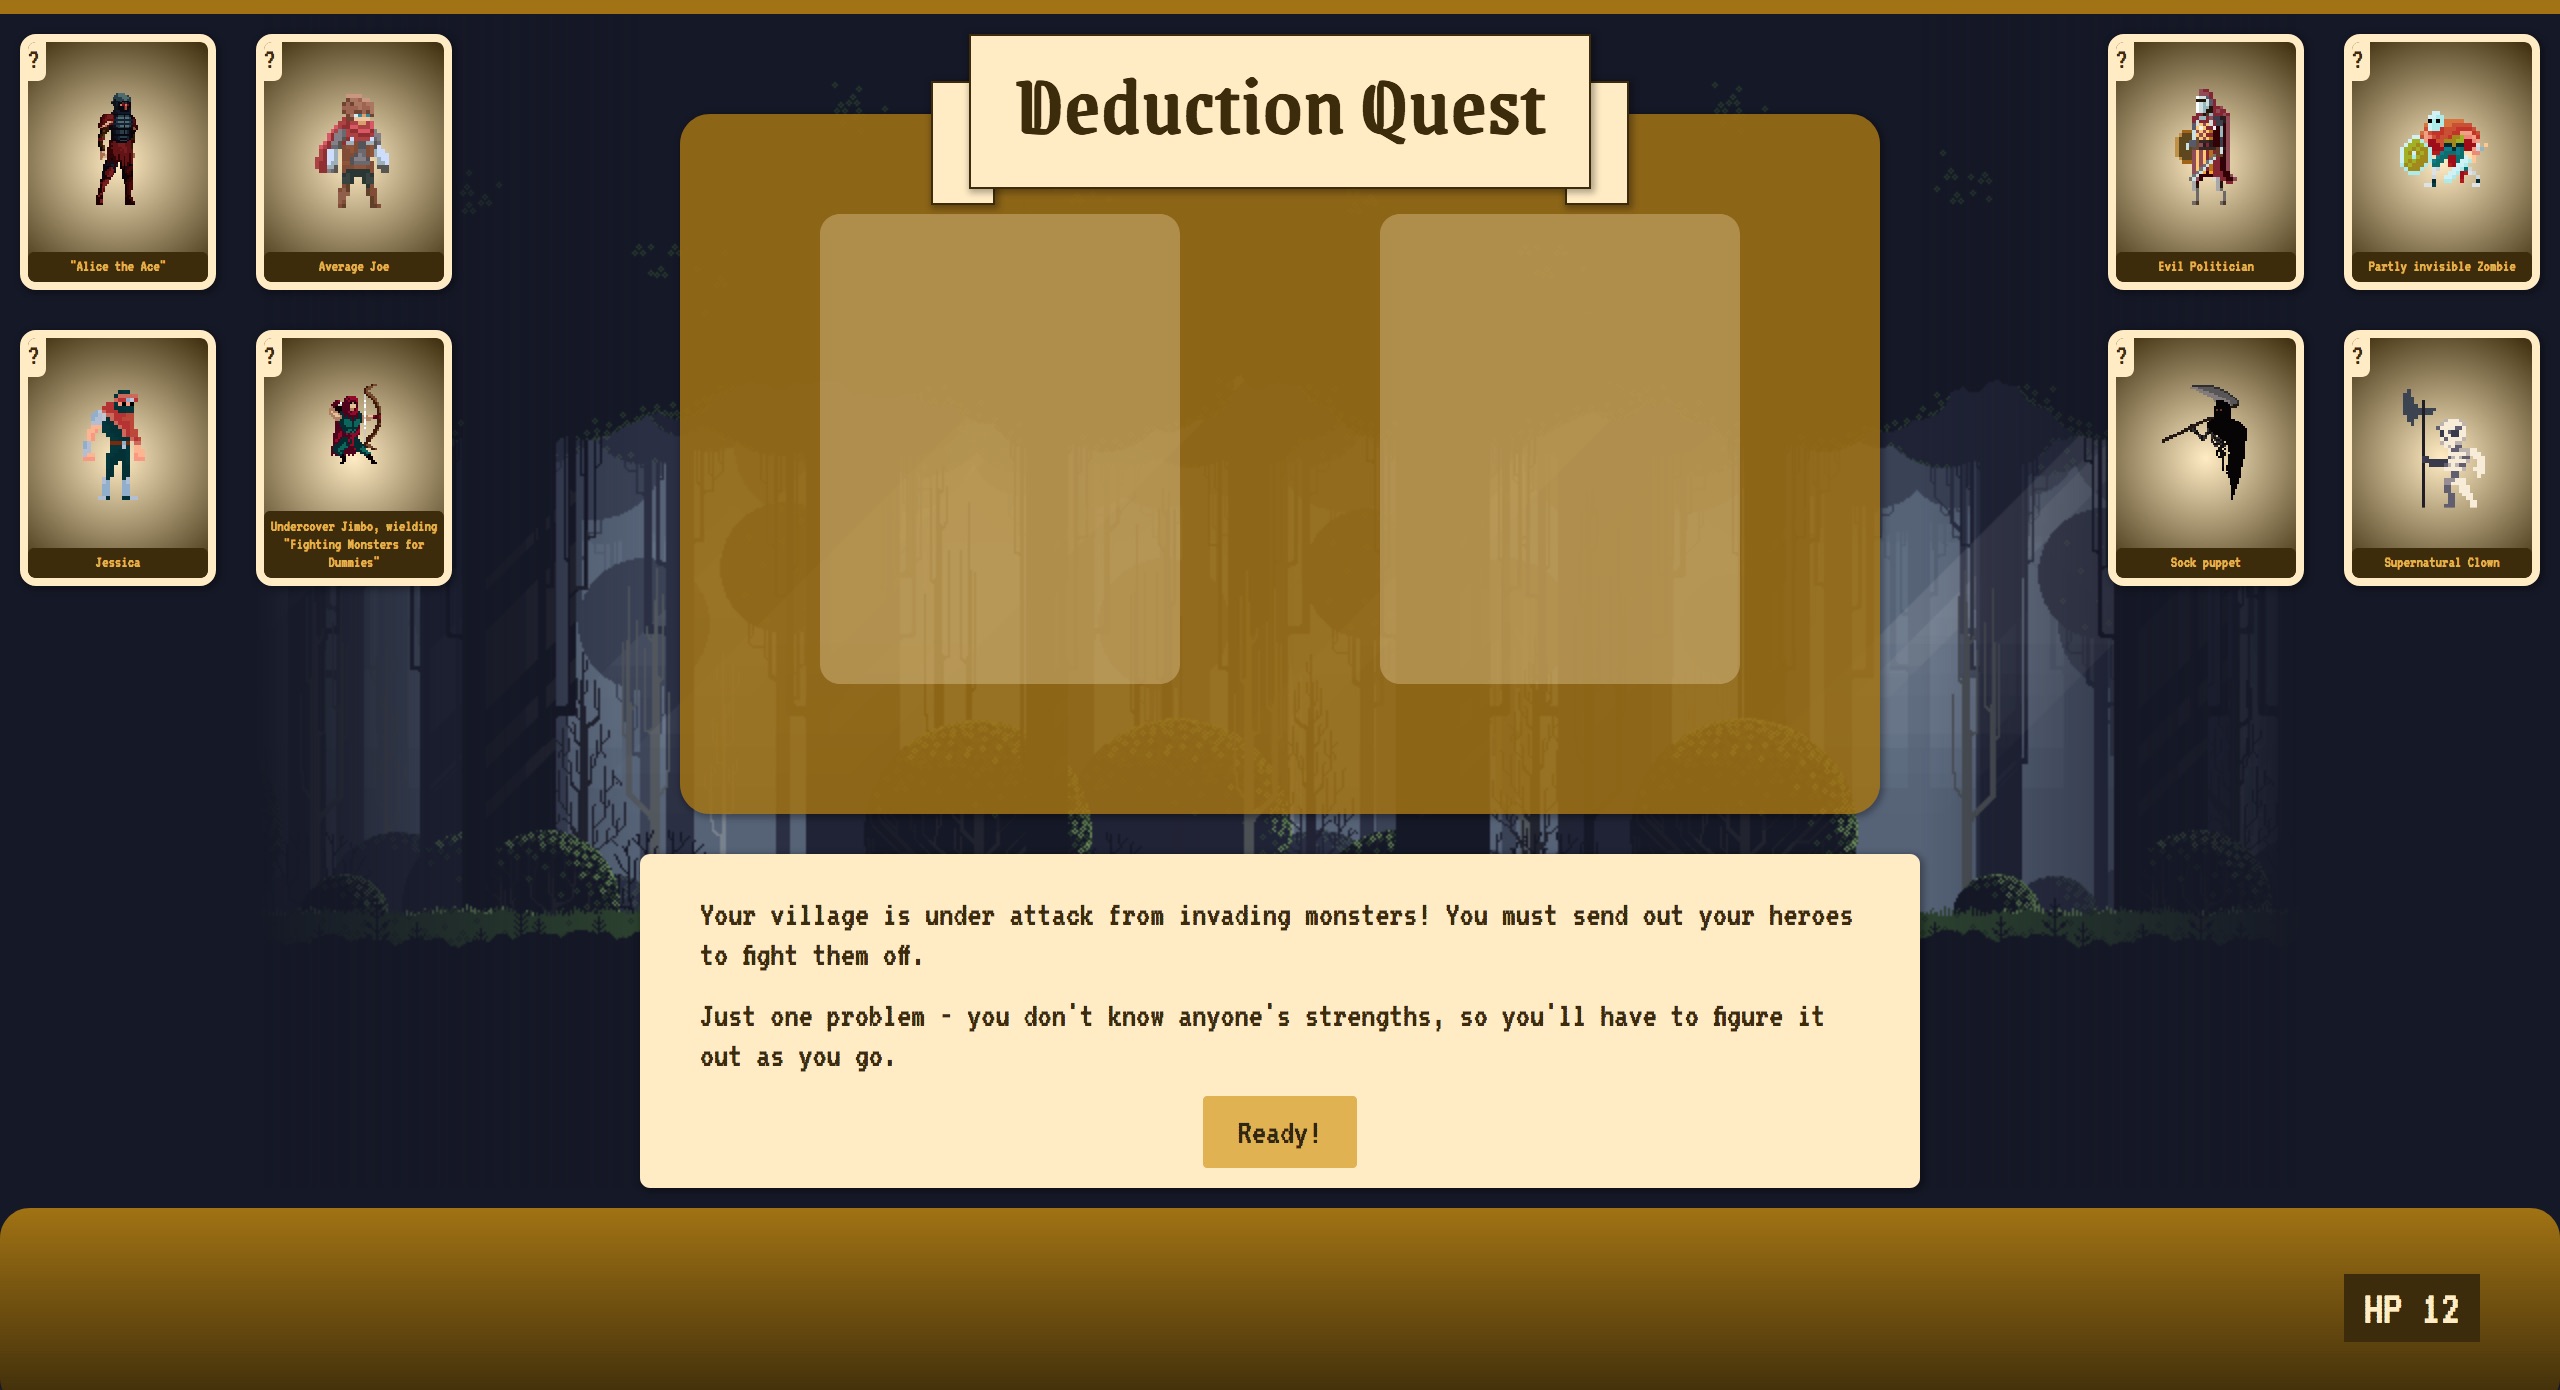 Deduction Quest
?
"Alice the Ace"
?
Average Joe
?
Jessica
?
Undercover Jimbo, wielding
"Fighting Monsters for
Dummies"
?
Evil Politician
?
Partly invisible Zombie
?
Sock puppet
?
Supernatural Clown
Your village is under attack from invading monsters! You must send out your heroes
to fight them off.
Just one problem - you don't know anyone's strengths, so you'll have to figure it
out as you go.
Ready!
HP 12